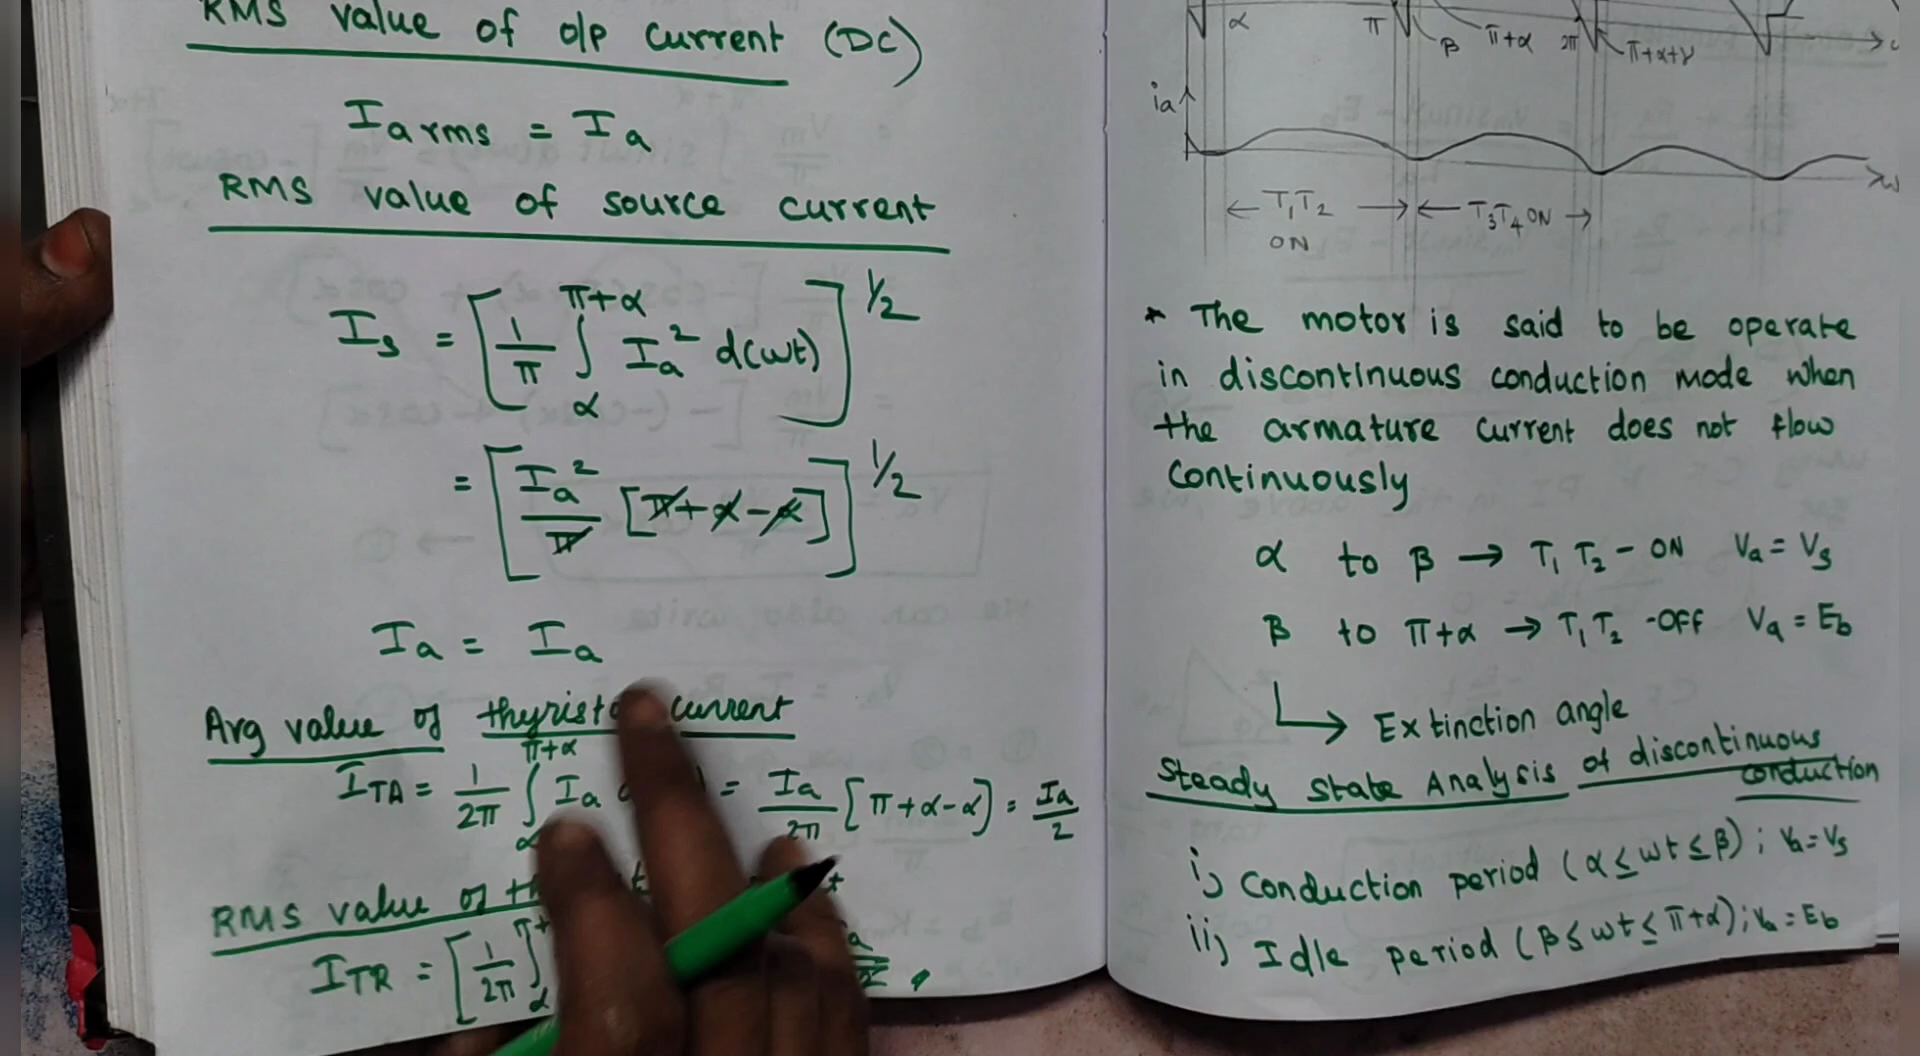 RMS value of o/p current (DC)
Iarms = Ia
RMS value of source current
Is = [1/π ∫α^π+α Ia² d(ωt)]^1/2
= [Ia²/π [π+α-α]]^1/2
Ia = Ia
Avg value of current
ITA = 1/2π ∫ π+α Ia = Ia/2π [π+α-α] = Ia/2
RMS value of
ITR = [1/2π ∫α
α π β π+α 2π π+α+γ
ia
T1T2 ON
T3T4 ON
* The motor is said to be operate
in discontinuous conduction mode when
the armature current does not flow
continuously
α to β → T1 T2 - ON Va = Vs
β to π+α → T1 T2 -OFF Va = Eb
↳ Extinction angle
Steady State Analysis of discontinuous
conduction
i) Conduction period (α≤ωt≤β); Va=Vs
ii) Idle period (β≤ωt≤π+α); Va=Eb